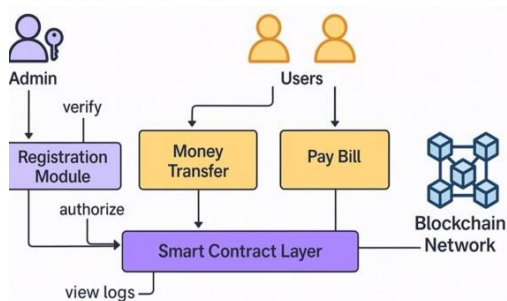 Admin
Users
verify
Registration
Module
Money
Transfer
Pay Bill
authorize
Smart Contract Layer
Blockchain
Network
view logs